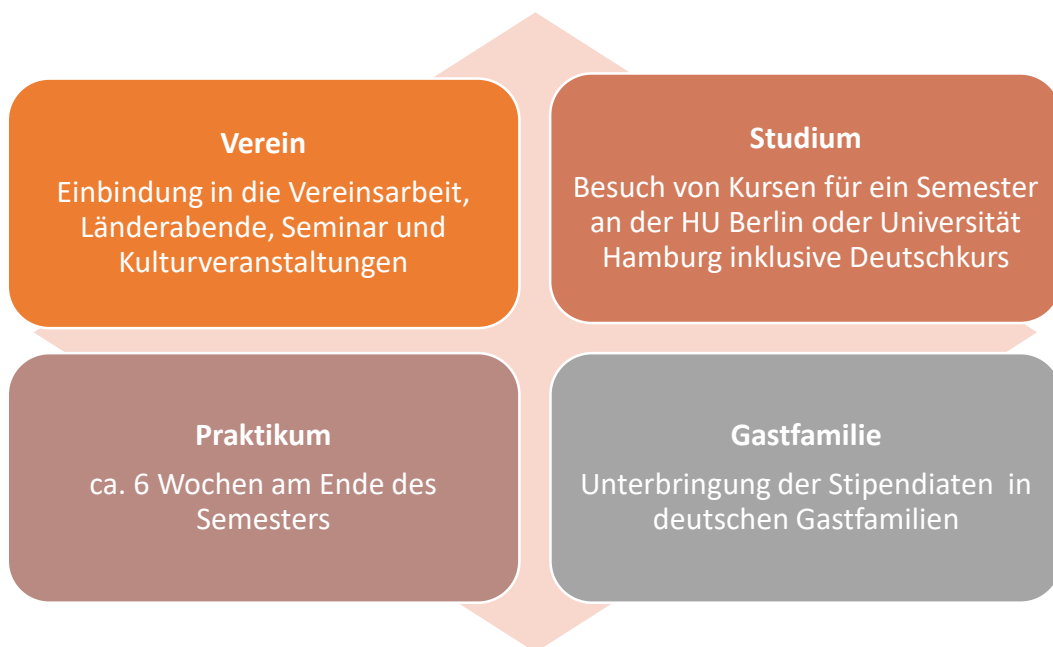 Verein
Einbindung in die Vereinsarbeit,
Länderabende, Seminar und
Kulturveranstaltungen
Studium
Besuch von Kursen für ein Semester
an der HU Berlin oder Universität
Hamburg inklusive Deutschkurs
Praktikum
ca. 6 Wochen am Ende des
Semesters
Gastfamilie
Unterbringung der Stipendiaten in
deutschen Gastfamilien